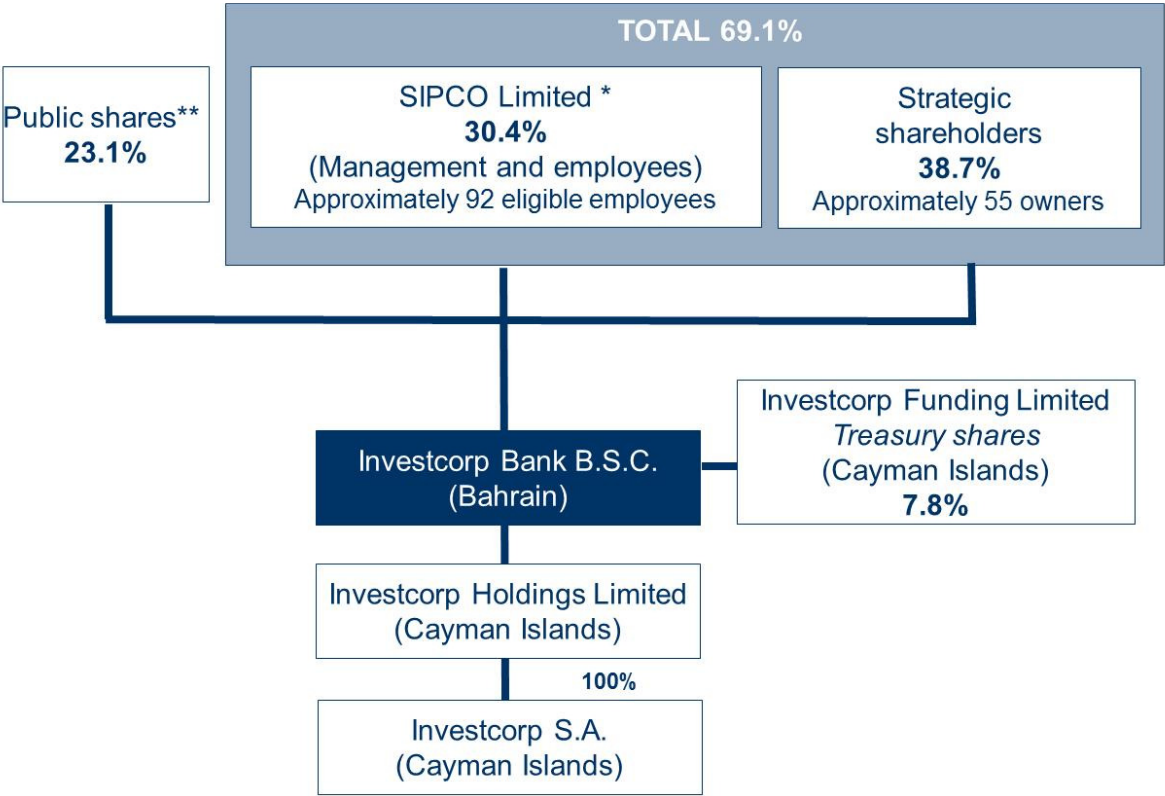 TOTAL 69.1%
Public shares**
23.1%
SIPCO Limited *
30.4%
(Management and employees)
Approximately 92 eligible employees
Strategic
shareholders
38.7%
Approximately 55 owners
Investcorp Bank B.S.C.
(Bahrain)
Investcorp Funding Limited
Treasury shares
(Cayman Islands)
7.8%
Investcorp Holdings Limited
(Cayman Islands)
100%
Investcorp S.A.
(Cayman Islands)